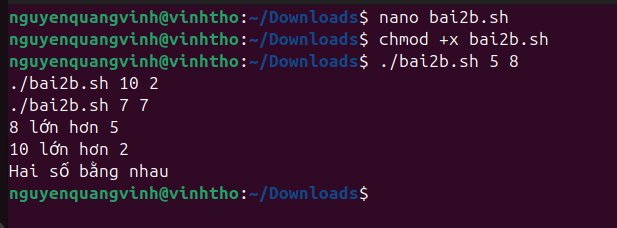 nguyenquangvinh@vinhtho:~/Downloads$ nano bai2b.sh
nguyenquangvinh@vinhtho:~/Downloads$ chmod +x bai2b.sh
nguyenquangvinh@vinhtho:~/Downloads$ ./bai2b.sh 5 8
./bai2b.sh 10 2
./bai2b.sh 7 7
8 lớn hơn 5
10 lớn hơn 2
Hai số bằng nhau
nguyenquangvinh@vinhtho:~/Downloads$